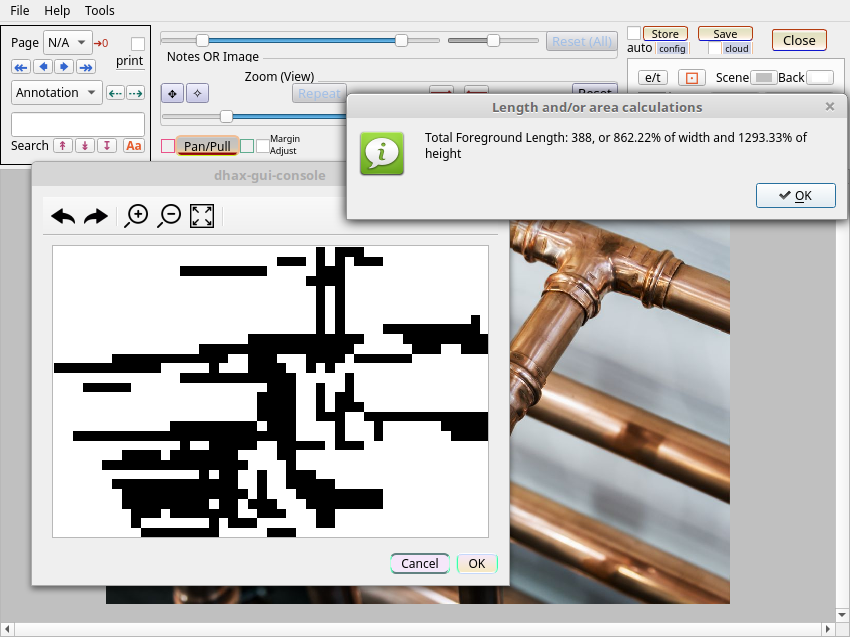 File Help Tools
Page N/A →0
print
Annotation
Search Aa
Notes OR Image
Reset (All)
Zoom (View)
Repeat
Reset
Pan/Pull
Margin
Adjust
Store Save Close
auto config cloud
e/t Scene Back
Length and/or area calculations
Total Foreground Length: 388, or 862.22% of width and 1293.33% of
height
OK
dhax-gui-console
Cancel OK